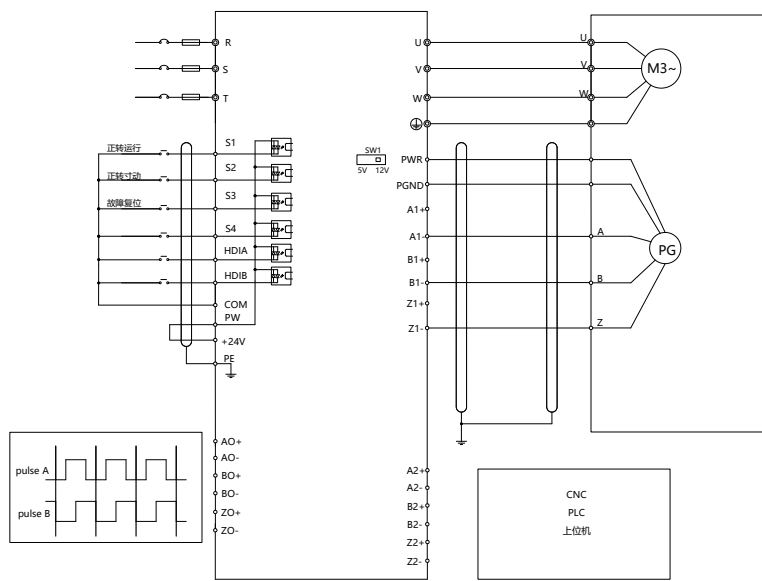 R
S
T
正转运行
正转寸动
故障复位
S1
S2
S3
S4
HDIA
HDIB
COM
PW
+24V
PE
SW1
5V 12V
U
V
W
PWR
PGND
A1+
A1-
B1+
B1-
Z1+
Z1-
U
V
W
M3~
A
B
Z
PG
pulse A
pulse B
AO+
AO-
BO+
BO-
ZO+
ZO-
A2+
A2-
B2+
B2-
Z2+
Z2-
CNC
PLC
上位机